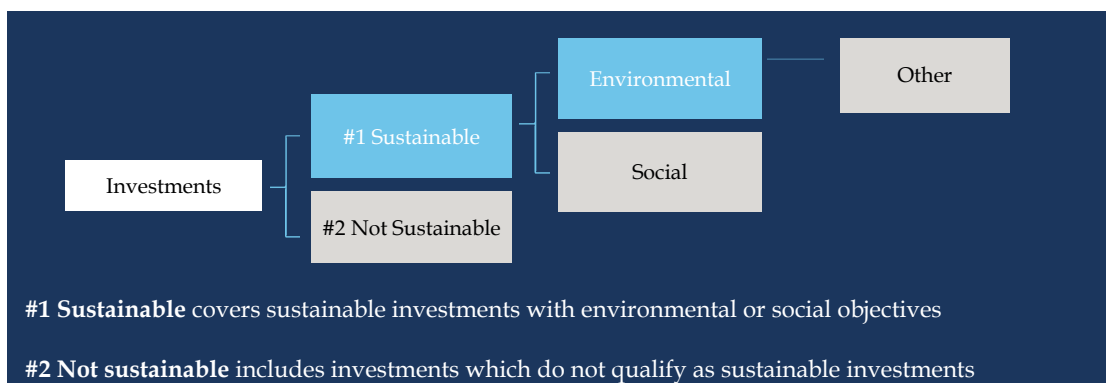 Environmental
Other
#1 Sustainable
Social
Investments
#2 Not Sustainable
#1 Sustainable covers sustainable investments with environmental or social objectives
#2 Not sustainable includes investments which do not qualify as sustainable investments